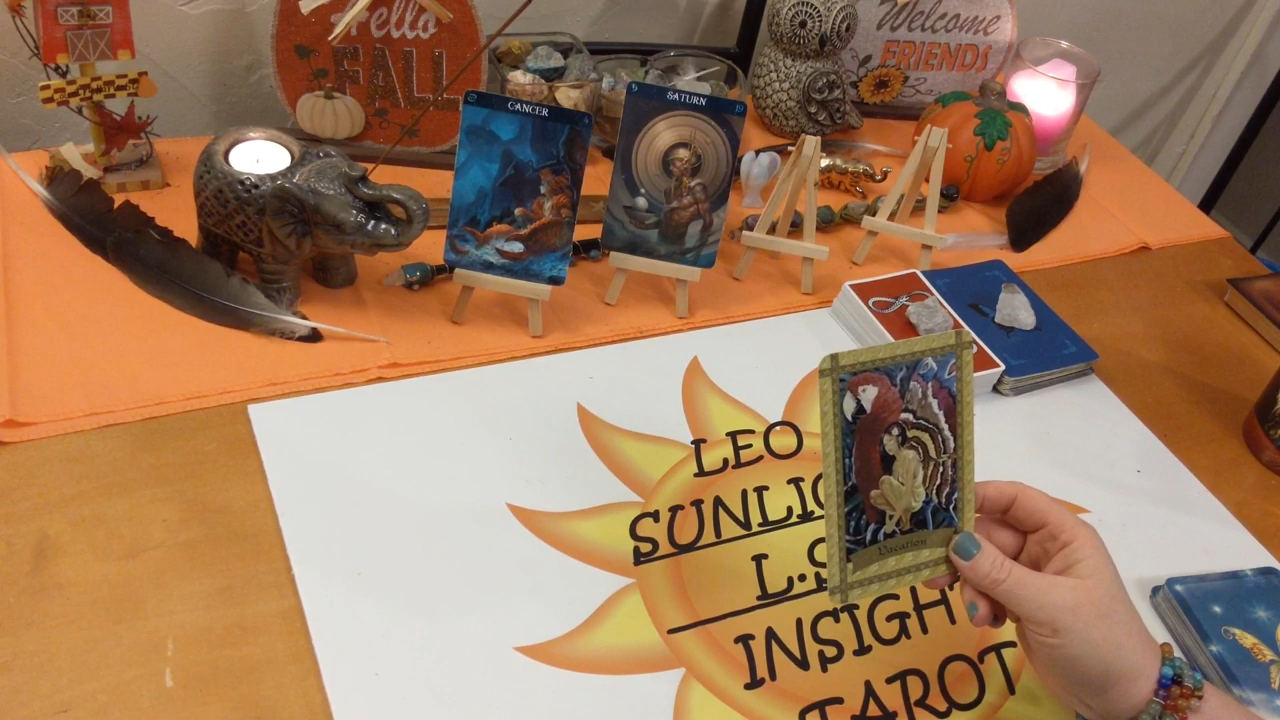 Hello
FALL
Welcome
FRIENDS
CANCER
SATURN
LEO
SUNLIG
L.S
INSIGH
TAROT
Vacation